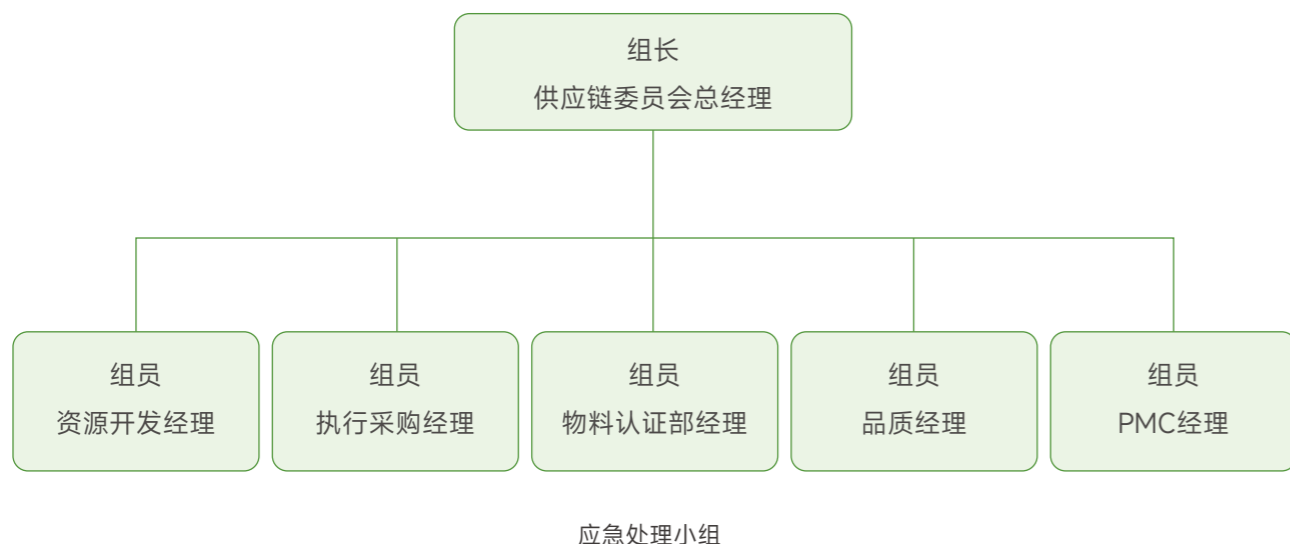 组长
供应链委员会总经理
组员
资源开发经理
组员
执行采购经理
组员
物料认证部经理
组员
品质经理
组员
PMC经理
应急处理小组